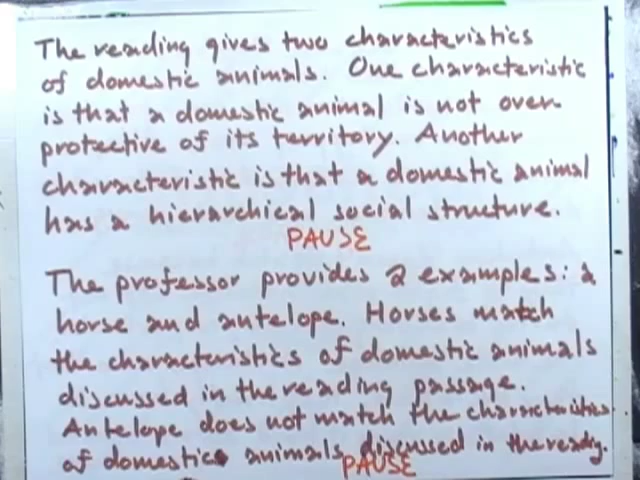 The reading gives two characteristics
of domestic animals. One characteristic
is that a domestic animal is not over-
protective of its territory. Another
characteristic is that a domestic animal
has a hierarchical social structure.
PAUSE
The professor provides 2 examples: a
horse and antelope. Horses match
the characteristics of domestic animals
discussed in the reading passage.
Antelope does not match the characteristics
of domestic animals discussed in the reading.
PAUSE